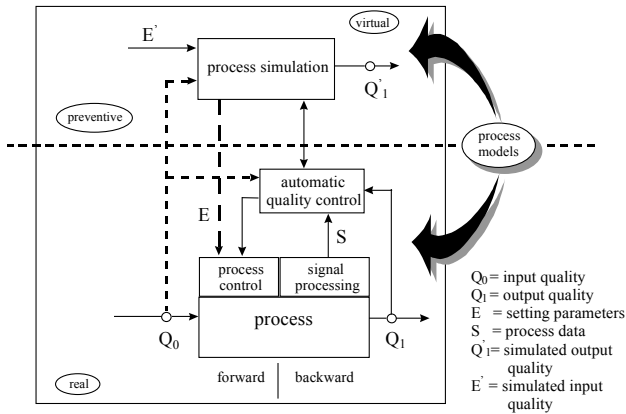 virtual
E'
process simulation
Q'1
preventive
process
models
automatic
quality control
E
S
process
control
signal
processing
process
Q0
Q1
real
forward
backward
Q0 = input quality
Q1 = output quality
E = setting parameters
S = process data
Q'1 = simulated output
quality
E' = simulated input
quality